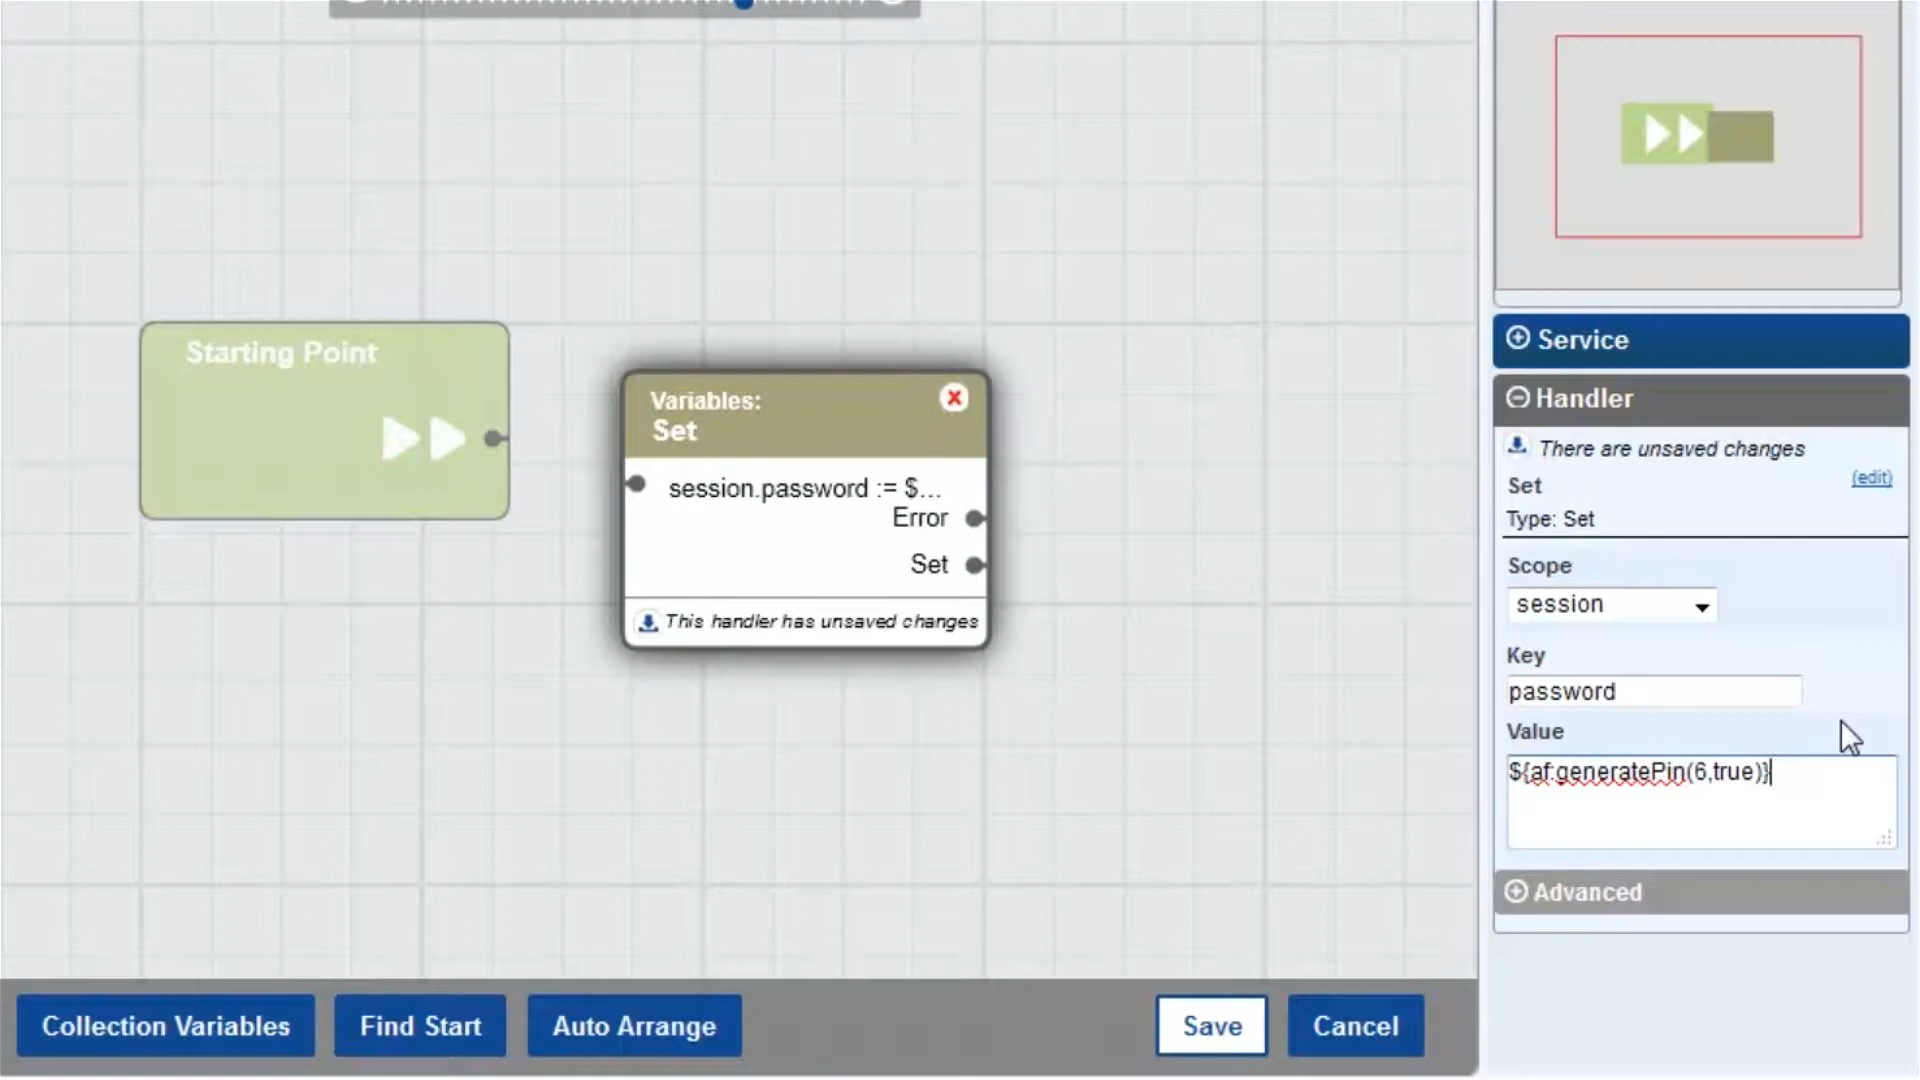 Starting Point
Variables:
Set
session.password := $...
Error
Set
This handler has unsaved changes
Service
Handler
There are unsaved changes
(edit)
Set
Type: Set
Scope
session
Key
password
Value
${af:generatePin(6,true)}
Advanced
Collection Variables
Find Start
Auto Arrange
Save
Cancel